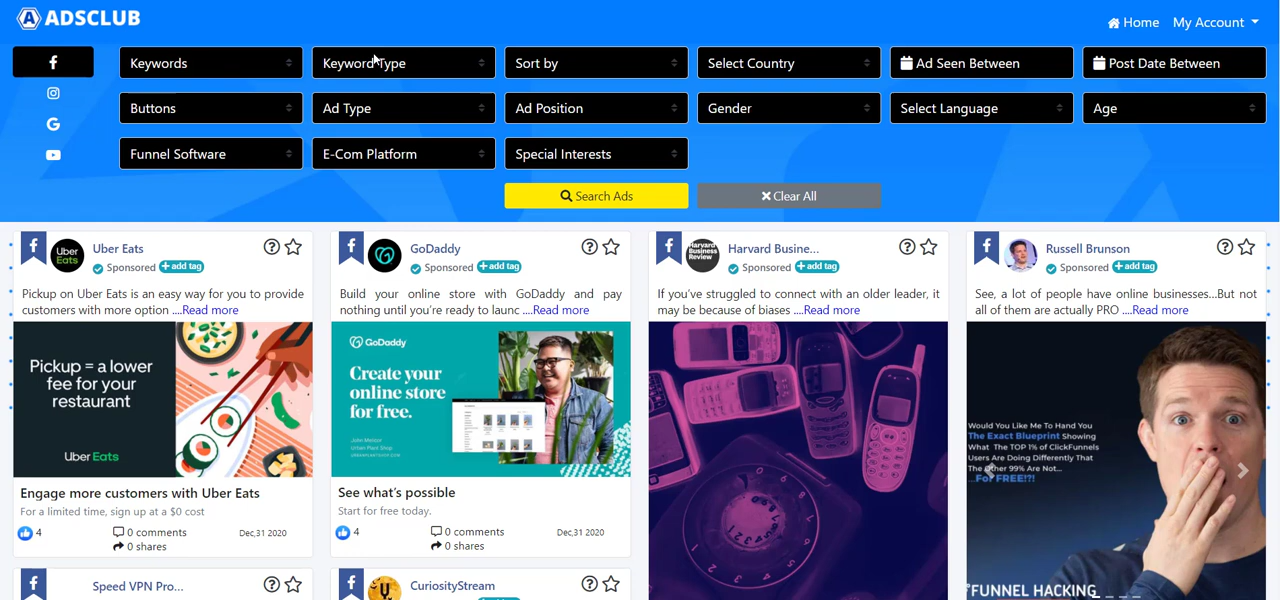 ADSCLUB
Home My Account
Keywords Keyword Type Sort by Select Country Ad Seen Between Post Date Between
Buttons Ad Type Ad Position Gender Select Language Age
Funnel Software E-Com Platform Special Interests
Search Ads Clear All
Uber Eats
Uber Eats
Sponsored + add tag
Pickup on Uber Eats is an easy way for you to provide
customers with more option ....Read more
Pickup = a lower
fee for your
restaurant
Uber Eats
Engage more customers with Uber Eats
For a limited time, sign up at a $0 cost
4
0 comments
0 shares
Dec,31 2020
GoDaddy
Sponsored + add tag
Build your online store with GoDaddy and pay
nothing until you're ready to launc ....Read more
GoDaddy
Create your
online store
for free.
John Melizor
Urban Plant Shop
See what's possible
Start for free today.
4
0 comments
0 shares
Dec,31 2020
Harvard
Business
Review
Harvard Busine...
Sponsored + add tag
If you've struggled to connect with an older leader, it
may be because of biases ....Read more
Russell Brunson
Sponsored + add tag
See, a lot of people have online businesses...But not
all of them are actually PRO ....Read more
Would You Like Me To Hand You
The Exact Blueprint Showing
What The TOP 1% of ClickFunnels
Users Are Doing Differently That
The Other 99% Are Not...
...For FREE!?!
"FUNNEL HACKING
Speed VPN Pro...
CuriosityStream